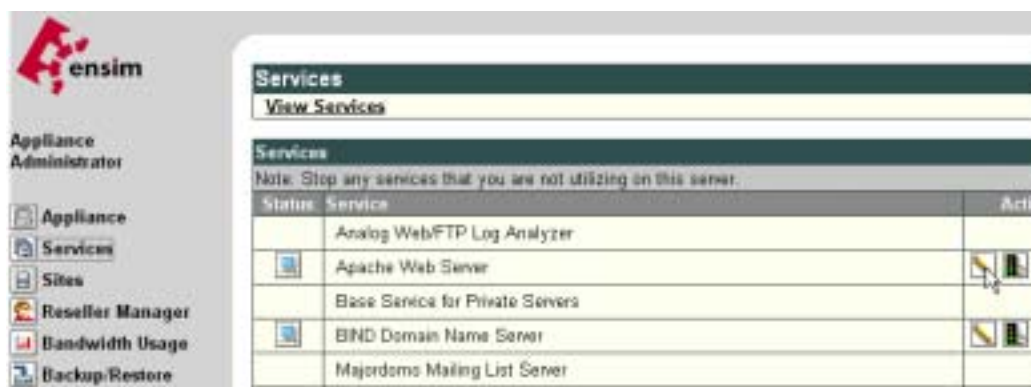 ensim
Appliance
Administrator
Appliance
Services
Sites
Reseller Manager
Bandwidth Usage
Backup/Restore
Services
View Services
Services
Note: Stop any services that you are not utilizing on this server.
Status Service Acti
Analog Web/FTP Log Analyzer
Apache Web Server
Base Service for Private Servers
BIND Domain Name Server
Majordomo Mailing List Server